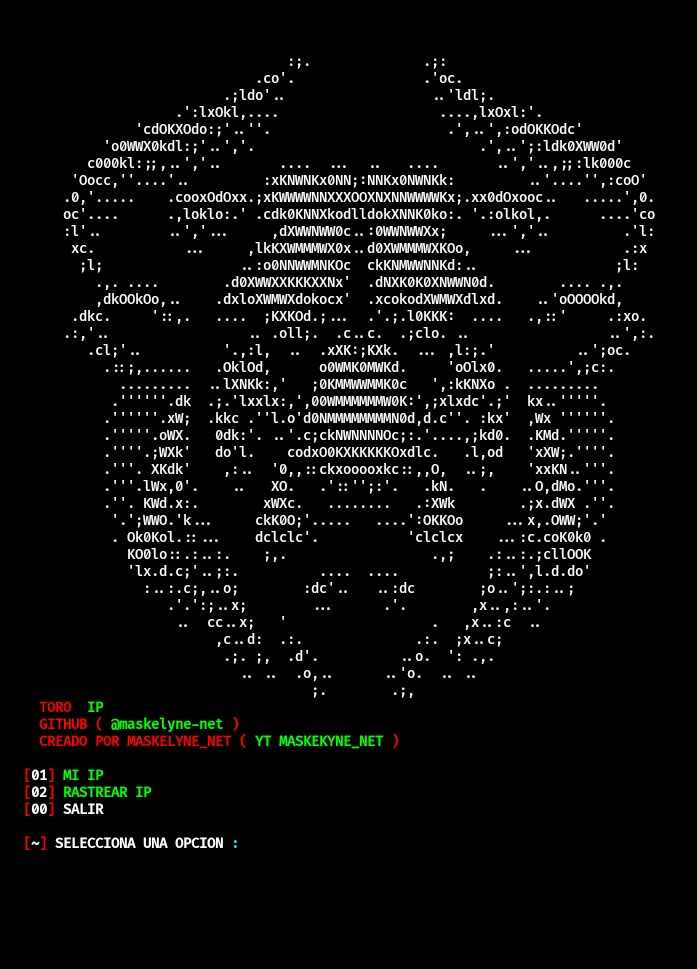 TORO IP
GITHUB ( @maskelyne-net )
CREADO POR MASKELYNE_NET ( YT MASKEKYNE_NET )
[01] MI IP
[02] RASTREAR IP
[00] SALIR
[~] SELECCIONA UNA OPCION :